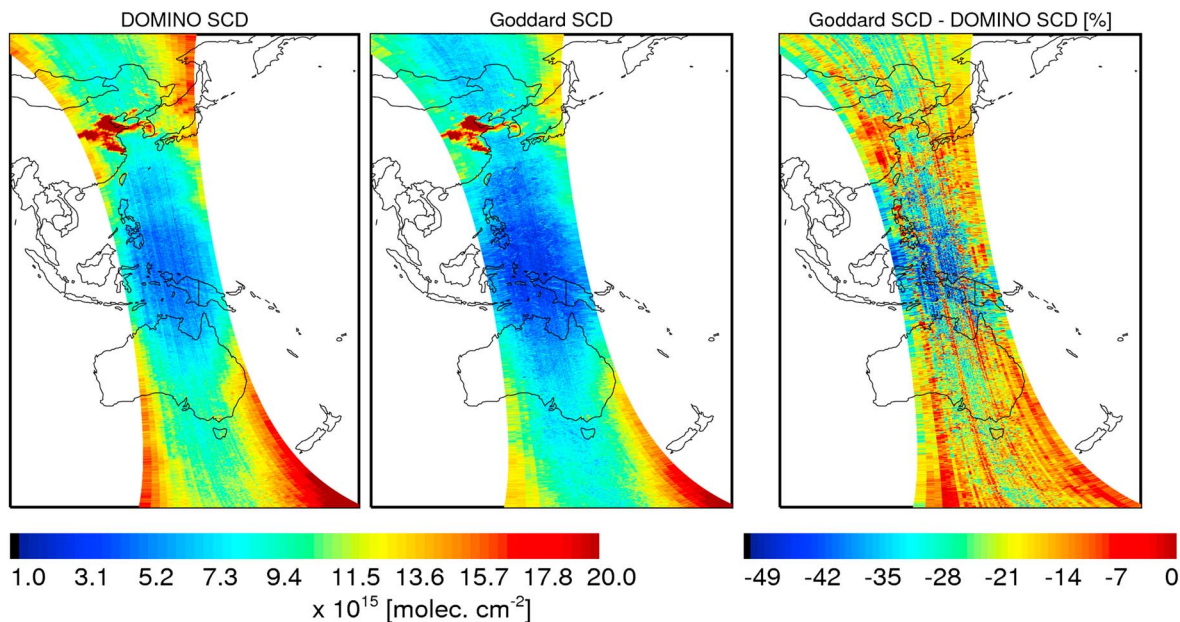 DOMINO SCD
Goddard SCD
Goddard SCD - DOMINO SCD [%]
1.0 3.1 5.2 7.3 9.4 11.5 13.6 15.7 17.8 20.0
x 10¹⁵ [molec. cm⁻²]
-49 -42 -35 -28 -21 -14 -7 0